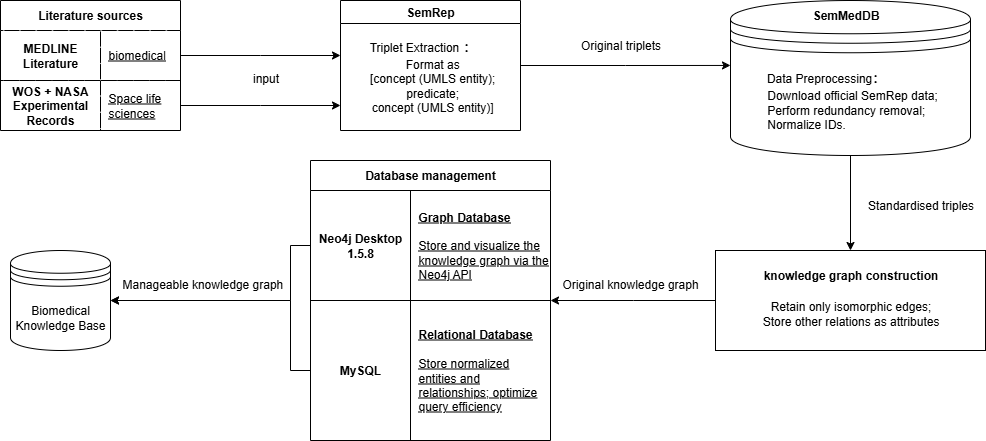 Literature sources
MEDLINE
Literature
biomedical
WOS + NASA
Experimental
Records
Space life
sciences
input
SemRep
Triplet Extraction：
Format as
[concept (UMLS entity);
predicate;
concept (UMLS entity)]
Original triplets
SemMedDB
Data Preprocessing：
Download official SemRep data;
Perform redundancy removal;
Normalize IDs.
Standardised triples
knowledge graph construction
Retain only isomorphic edges;
Store other relations as attributes
Original knowledge graph
Database management
Neo4j Desktop
1.5.8
Graph Database
Store and visualize the
knowledge graph via the
Neo4j API
MySQL
Relational Database
Store normalized
entities and
relationships; optimize
query efficiency
Manageable knowledge graph
Biomedical
Knowledge Base